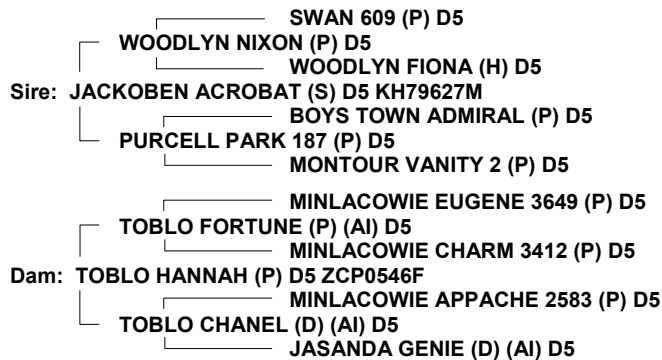 SWAN 609 (P) D5
WOODLYN NIXON (P) D5
WOODLYN FIONA (H) D5
Sire: JACKOBEN ACROBAT (S) D5 KH79627M
BOYS TOWN ADMIRAL (P) D5
PURCELL PARK 187 (P) D5
MONTOUR VANITY 2 (P) D5
MINLACOWIE EUGENE 3649 (P) D5
TOBLO FORTUNE (P) (AI) D5
MINLACOWIE CHARM 3412 (P) D5
Dam: TOBLO HANNAH (P) D5 ZCP0546F
MINLACOWIE APPACHE 2583 (P) D5
TOBLO CHANEL (D) (AI) D5
JASANDA GENIE (D) (AI) D5